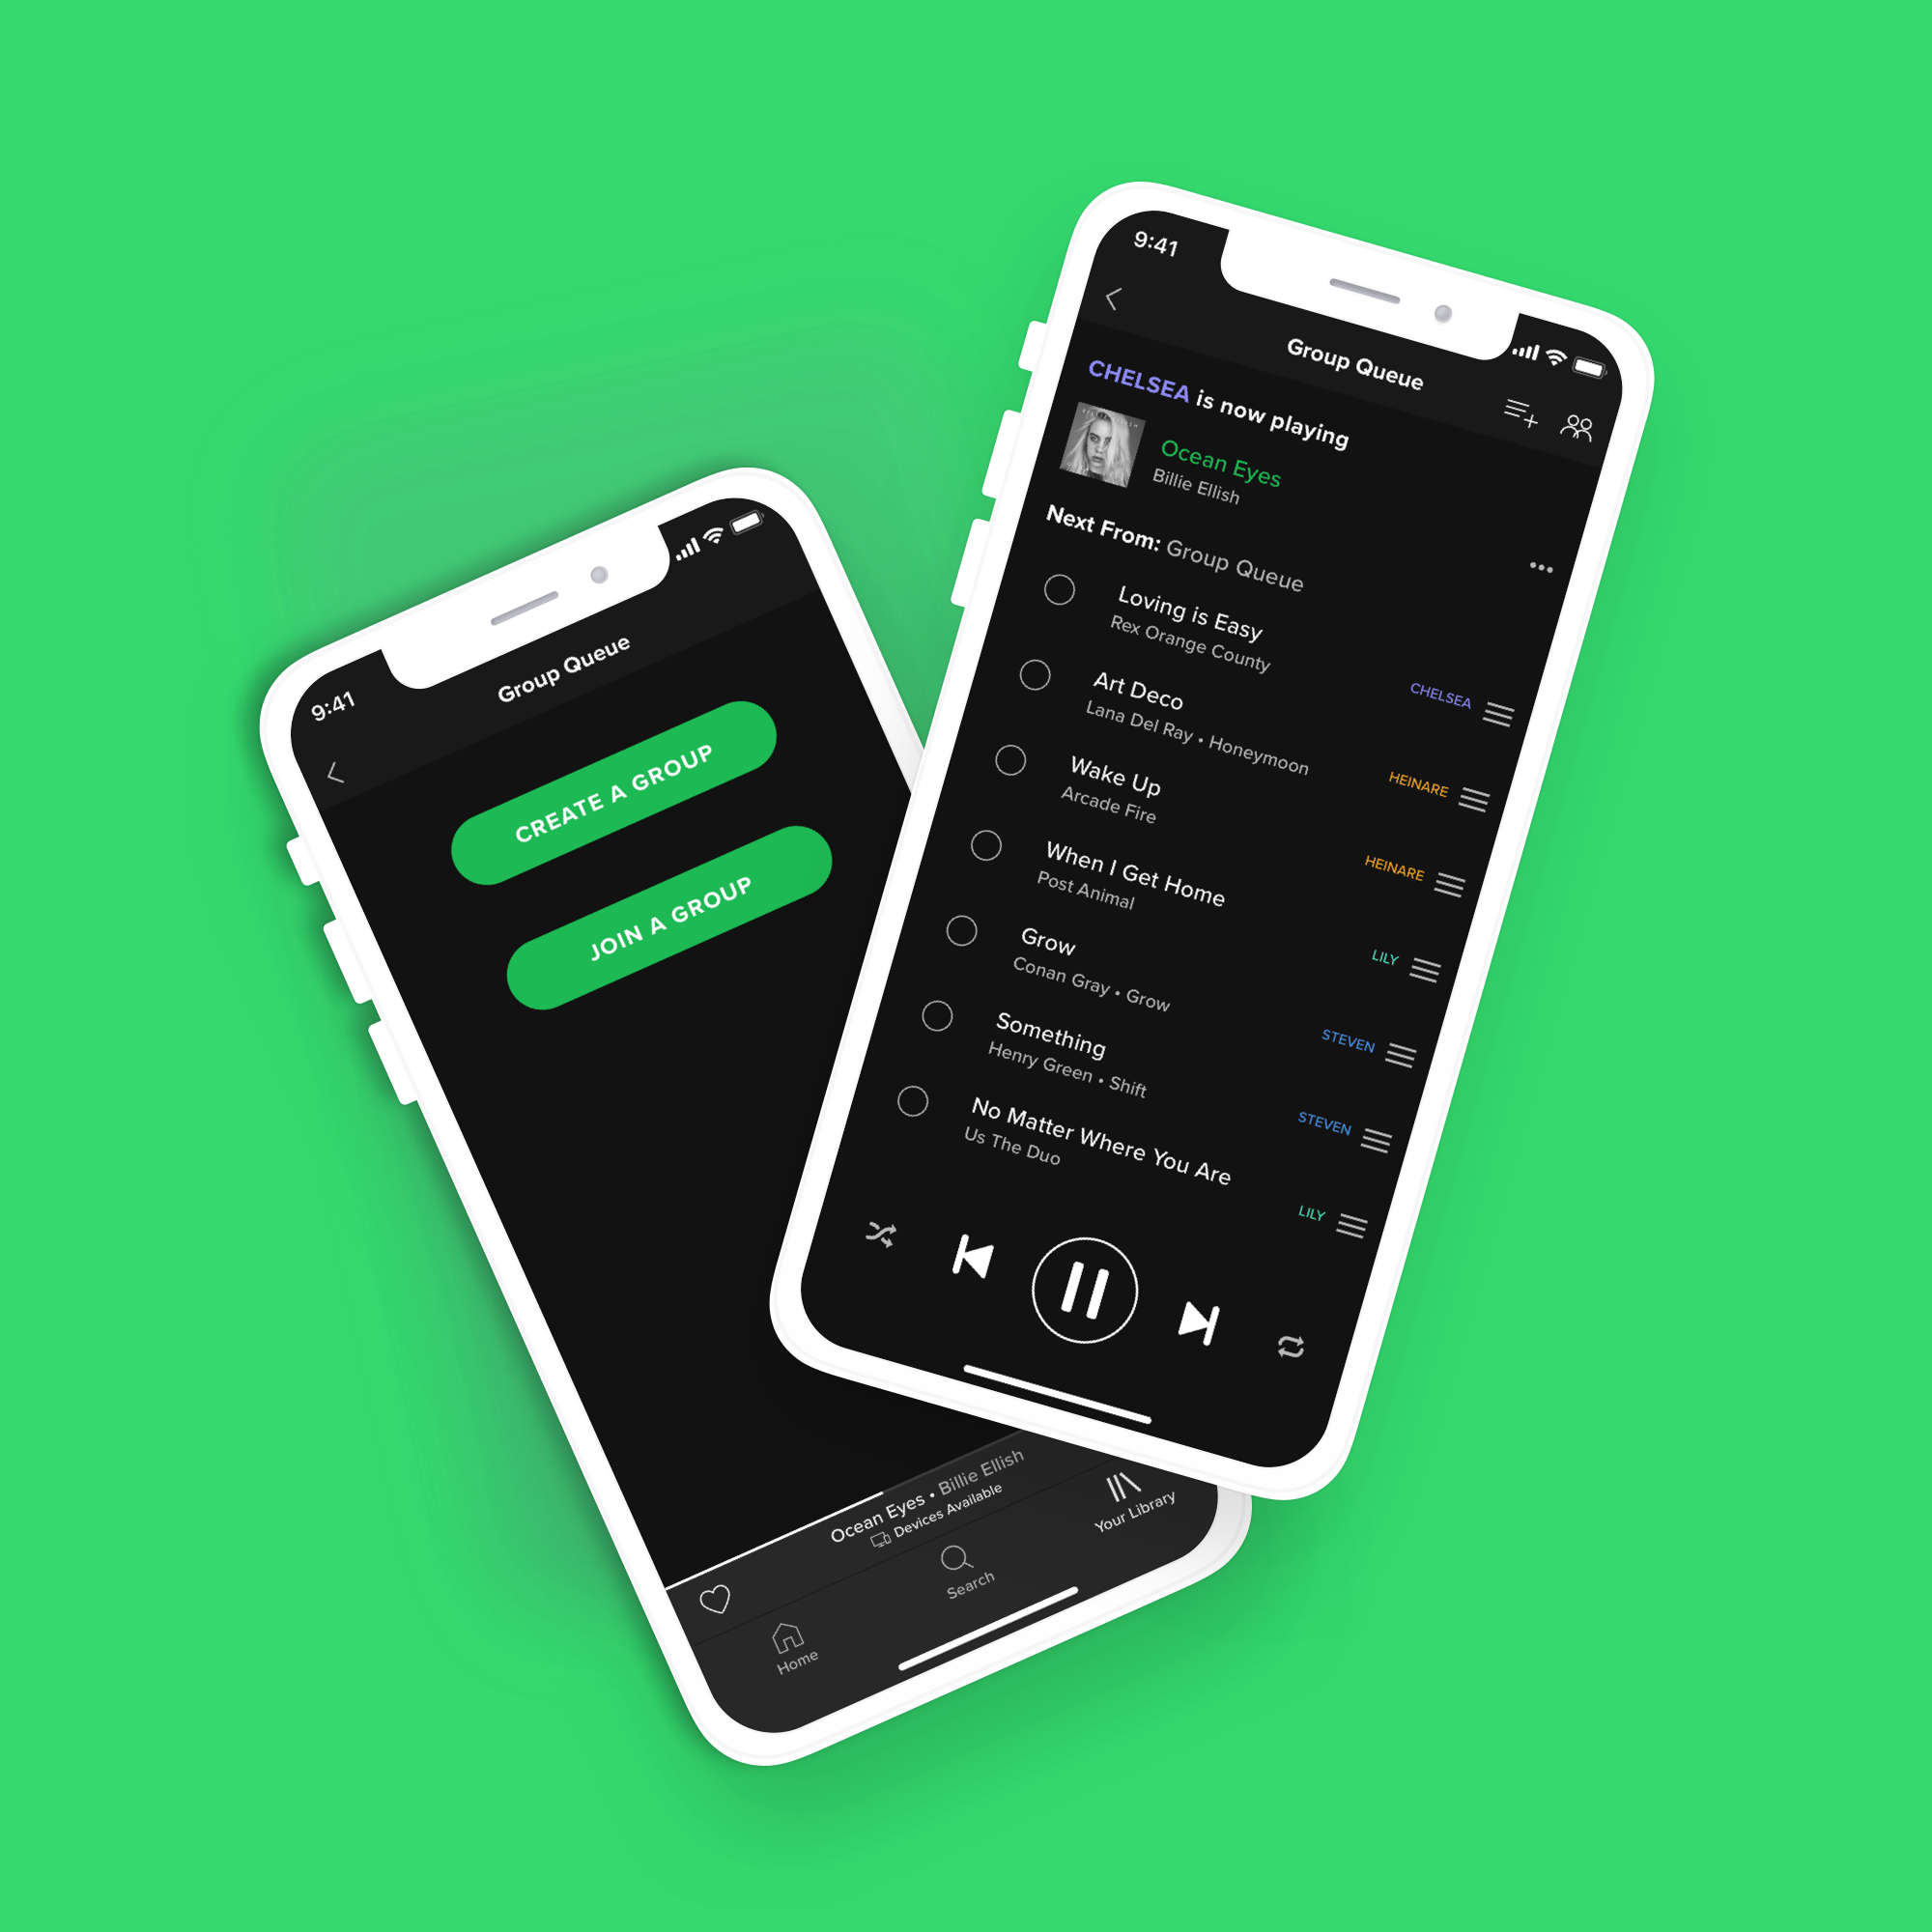 9:41
Group Queue
CREATE A GROUP
JOIN A GROUP
Ocean Eyes • Billie Ellish
Devices Available
Home
Search
Your Library
9:41
Group Queue
CHELSEA is now playing
Ocean Eyes
Billie Ellish
Next From: Group Queue
Loving is Easy
Rex Orange County
CHELSEA
Art Deco
Lana Del Ray • Honeymoon
HEINARE
Wake Up
Arcade Fire
HEINARE
When I Get Home
Post Animal
LILY
Grow
Conan Gray • Grow
STEVEN
Something
Henry Green • Shift
STEVEN
No Matter Where You Are
Us The Duo
LILY